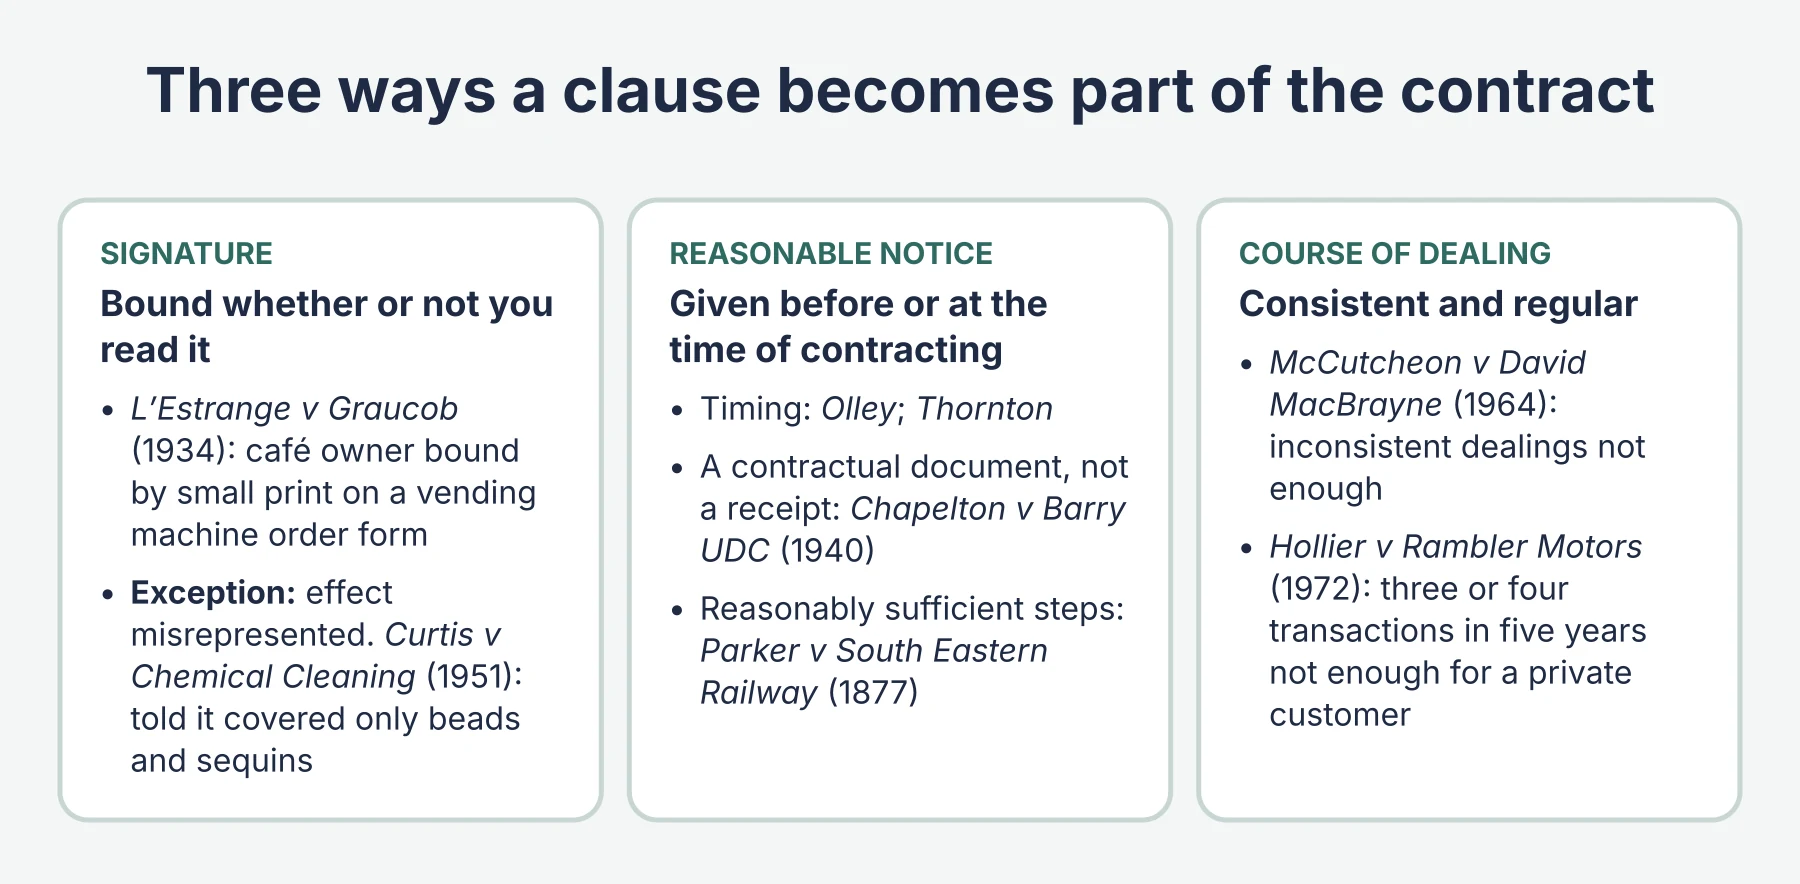 Three ways a clause becomes part of the contract
SIGNATURE
Bound whether or not you
read it
• L’Estrange v Graucob
(1934): café owner bound
by small print on a vending
machine order form
• Exception: effect
misrepresented. Curtis v
Chemical Cleaning (1951):
told it covered only beads
and sequins
REASONABLE NOTICE
Given before or at the
time of contracting
• Timing: Olley; Thornton
• A contractual document, not
a receipt: Chapelton v Barry
UDC (1940)
• Reasonably sufficient steps:
Parker v South Eastern
Railway (1877)
COURSE OF DEALING
Consistent and regular
• McCutcheon v David
MacBrayne (1964):
inconsistent dealings not
enough
• Hollier v Rambler Motors
(1972): three or four
transactions in five years
not enough for a private
customer